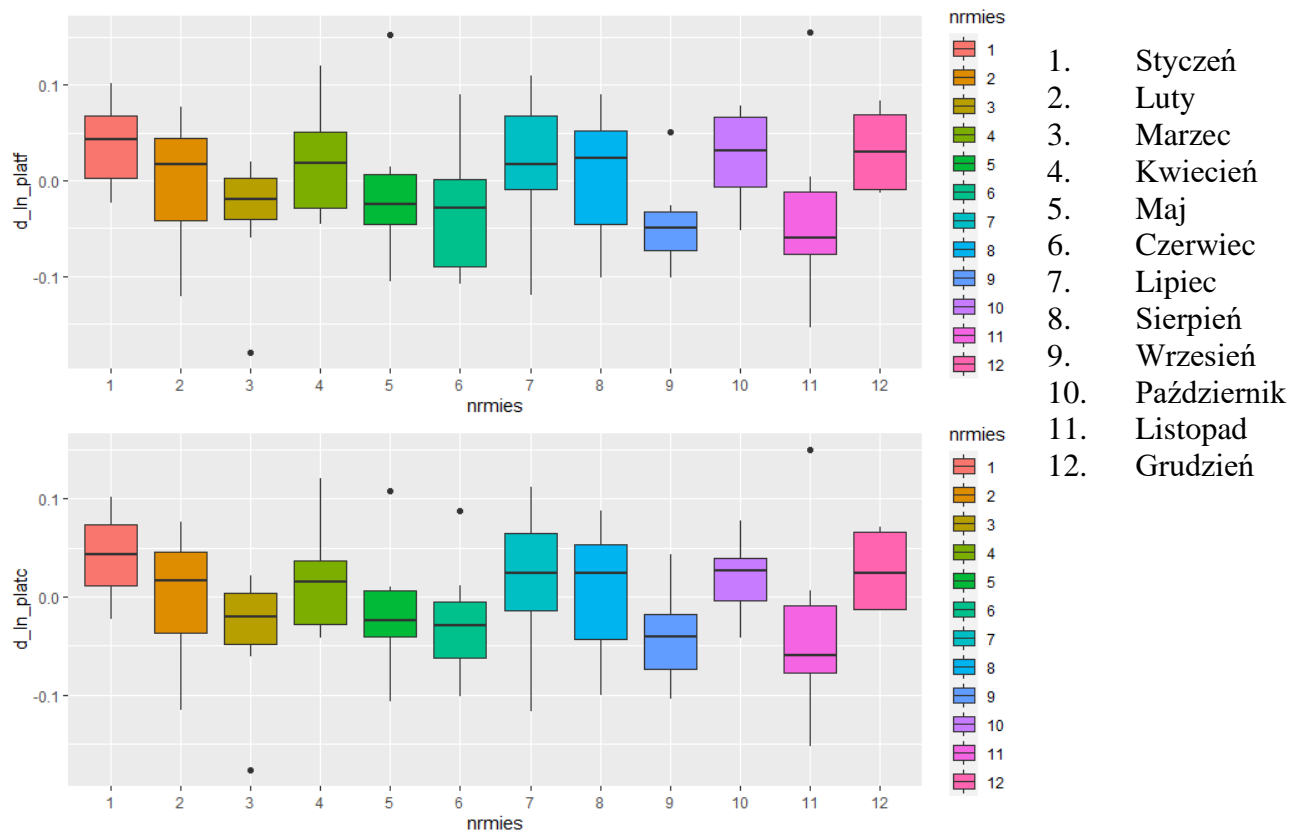 nrmies
0.1
0.0
-0.1
d_ln_platf
1
2
3
4
5
6
7
8
9
10
11
12
1 2 3 4 5 6 7 8 9 10 11 12
nrmies
nrmies
0.1
0.0
-0.1
d_ln_platc
1
2
3
4
5
6
7
8
9
10
11
12
1 2 3 4 5 6 7 8 9 10 11 12
nrmies
1. Styczeń
2. Luty
3. Marzec
4. Kwiecień
5. Maj
6. Czerwiec
7. Lipiec
8. Sierpień
9. Wrzesień
10. Październik
11. Listopad
12. Grudzień